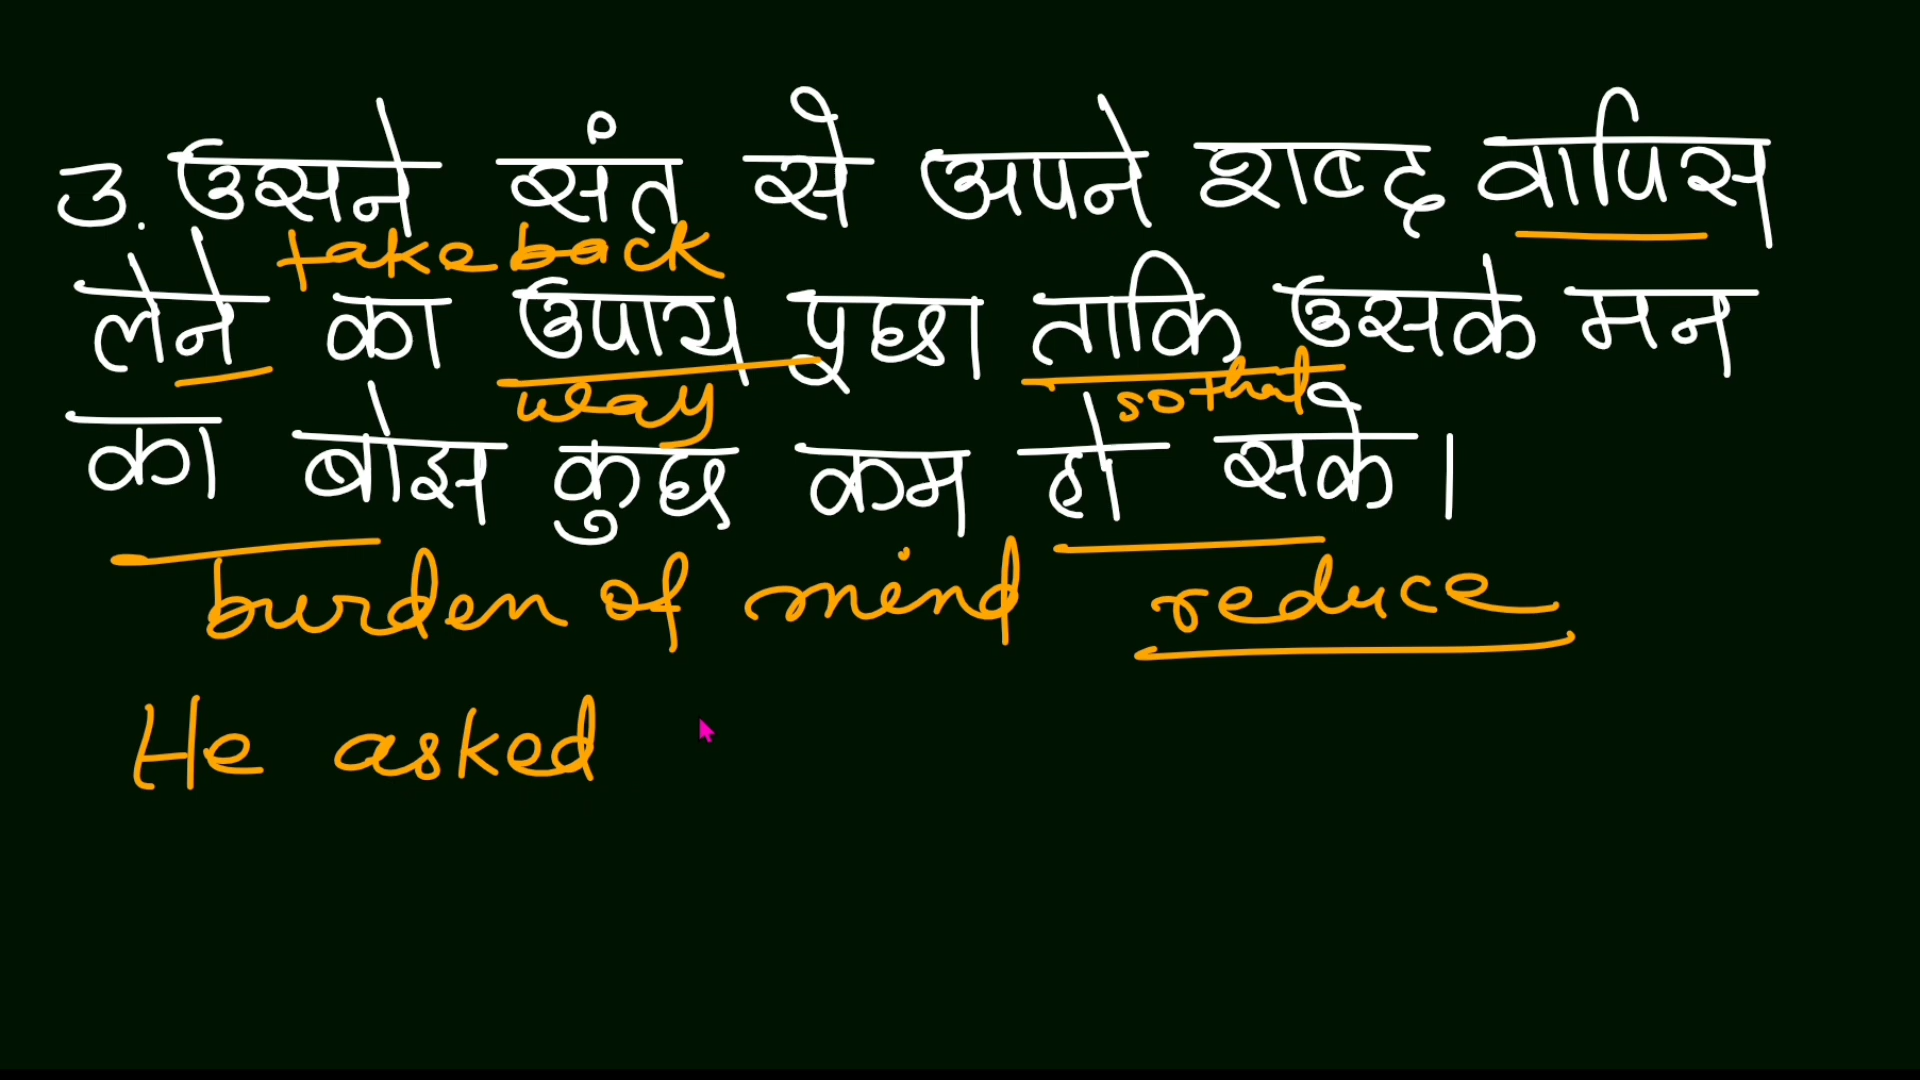 3. उसने संत से अपने शब्द वापिस
take back
लेने का उपाय पूछा ताकि उसके मन
way so that
का बोझ कुछ कम हो सके।
burden of mind reduce
He asked